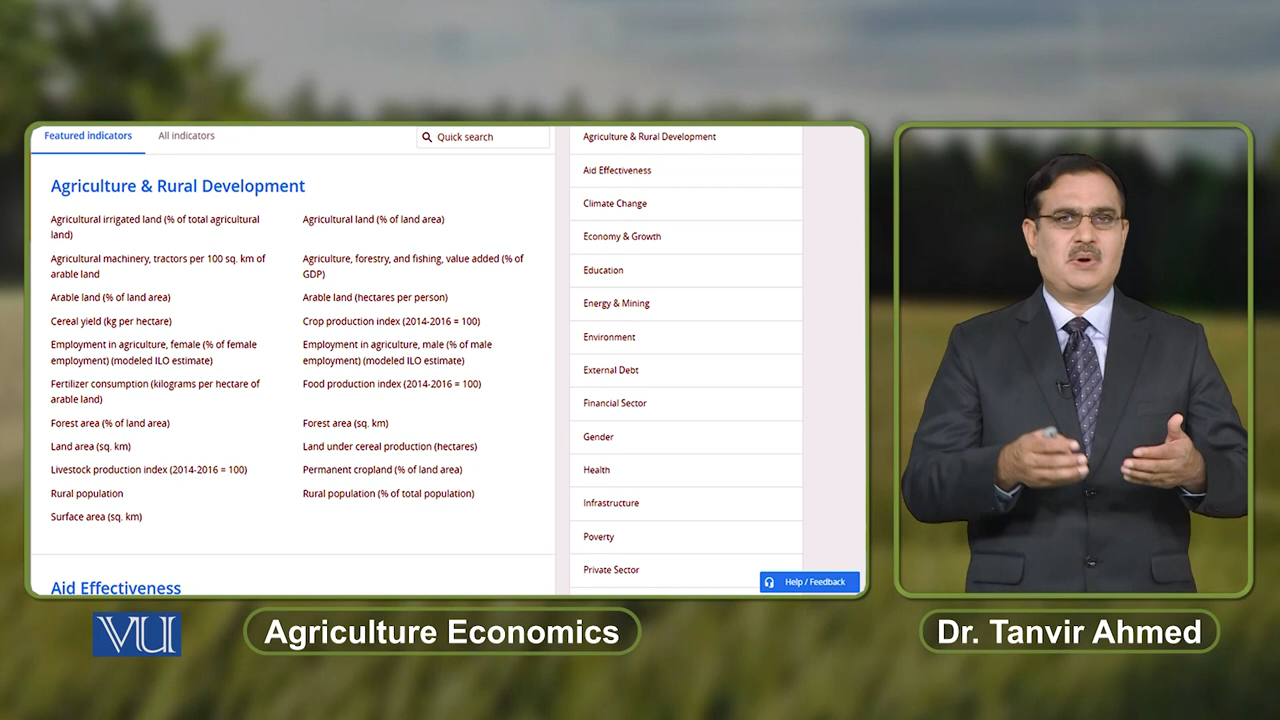 Featured indicators
All indicators
Quick search
Agriculture & Rural Development
Agricultural irrigated land (% of total agricultural
land)
Agricultural land (% of land area)
Agricultural machinery, tractors per 100 sq. km of
arable land
Agriculture, forestry, and fishing, value added (% of
GDP)
Arable land (% of land area)
Arable land (hectares per person)
Cereal yield (kg per hectare)
Crop production index (2014-2016 = 100)
Employment in agriculture, female (% of female
employment) (modeled ILO estimate)
Employment in agriculture, male (% of male
employment) (modeled ILO estimate)
Fertilizer consumption (kilograms per hectare of
arable land)
Food production index (2014-2016 = 100)
Forest area (% of land area)
Forest area (sq. km)
Land area (sq. km)
Land under cereal production (hectares)
Livestock production index (2014-2016 = 100)
Permanent cropland (% of land area)
Rural population
Rural population (% of total population)
Surface area (sq. km)
Aid Effectiveness
Agriculture & Rural Development
Aid Effectiveness
Climate Change
Economy & Growth
Education
Energy & Mining
Environment
External Debt
Financial Sector
Gender
Health
Infrastructure
Poverty
Private Sector
Help / Feedback
VU
Agriculture Economics
Dr. Tanvir Ahmed